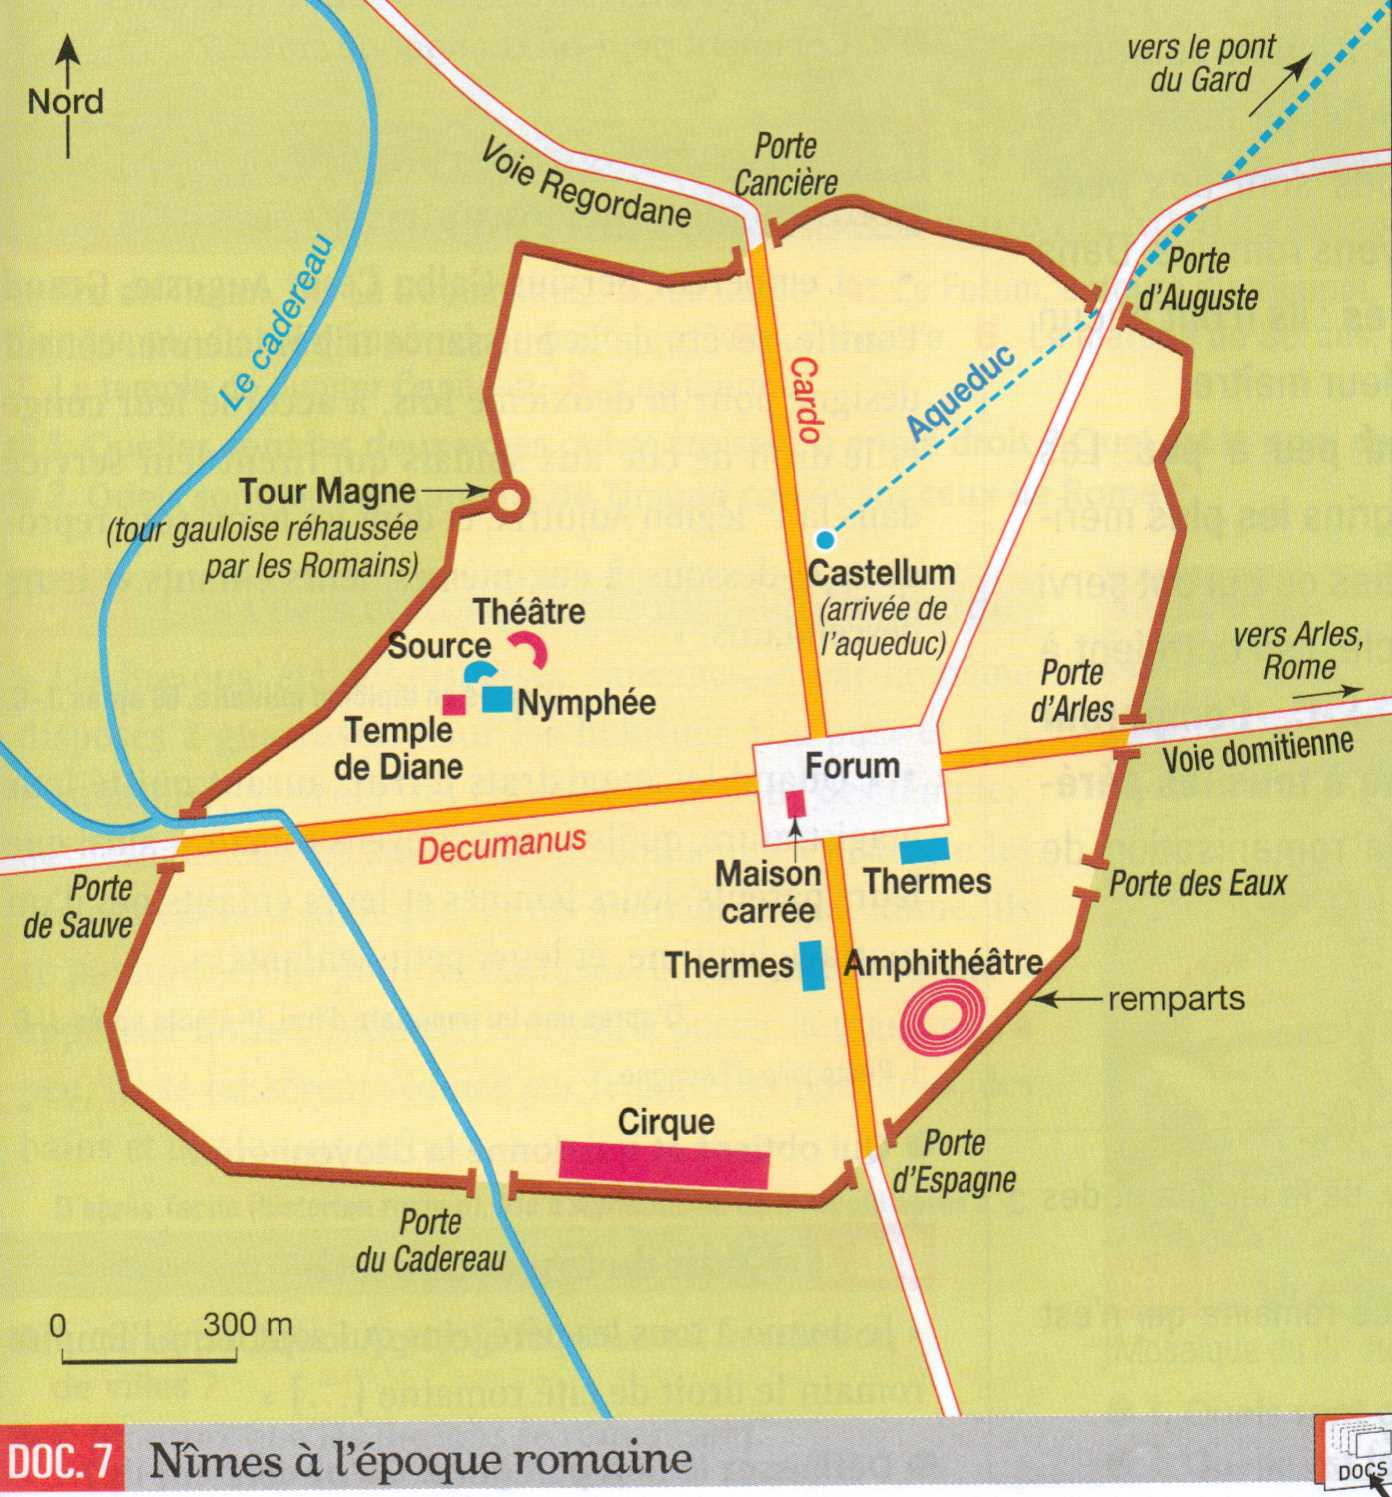 Nord
vers le pont
du Gard
Porte
Cancière
Voie Regordane
Le cadereau
Porte
d'Auguste
Cardo
Aqueduc
Tour Magne
(tour gauloise réhaussée
par les Romains)
Castellum
(arrivée de
l'aqueduc)
Théâtre
Source
Nymphée
Temple
de Diane
vers Arles,
Rome
Porte
d'Arles
Voie domitienne
Forum
Decumanus
Maison
carrée
Thermes
Porte des Eaux
Porte
de Sauve
Thermes
Amphithéâtre
remparts
Cirque
Porte
d'Espagne
Porte
du Cadereau
0 300 m
DOC. 7 Nîmes à l'époque romaine
DOCS